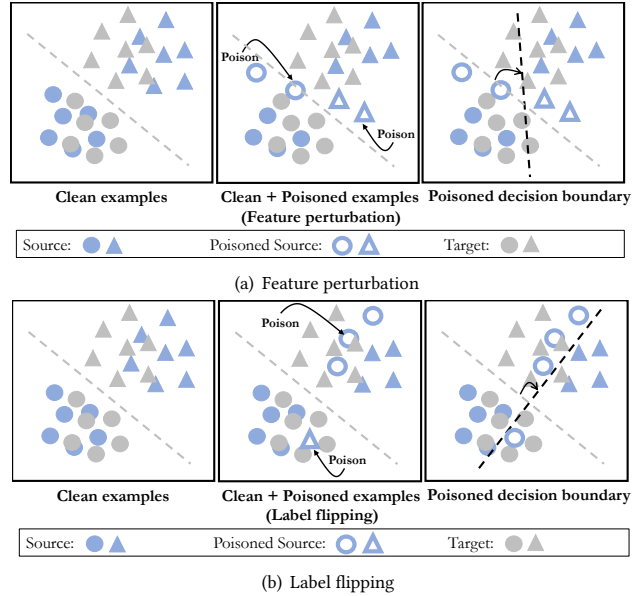 Poison
Poison
Clean examples
Clean + Poisoned examples
(Feature perturbation)
Poisoned decision boundary
Source:
Poisoned Source:
Target:
(a) Feature perturbation
Poison
Poison
Clean examples
Clean + Poisoned examples
(Label flipping)
Poisoned decision boundary
Source:
Poisoned Source:
Target:
(b) Label flipping